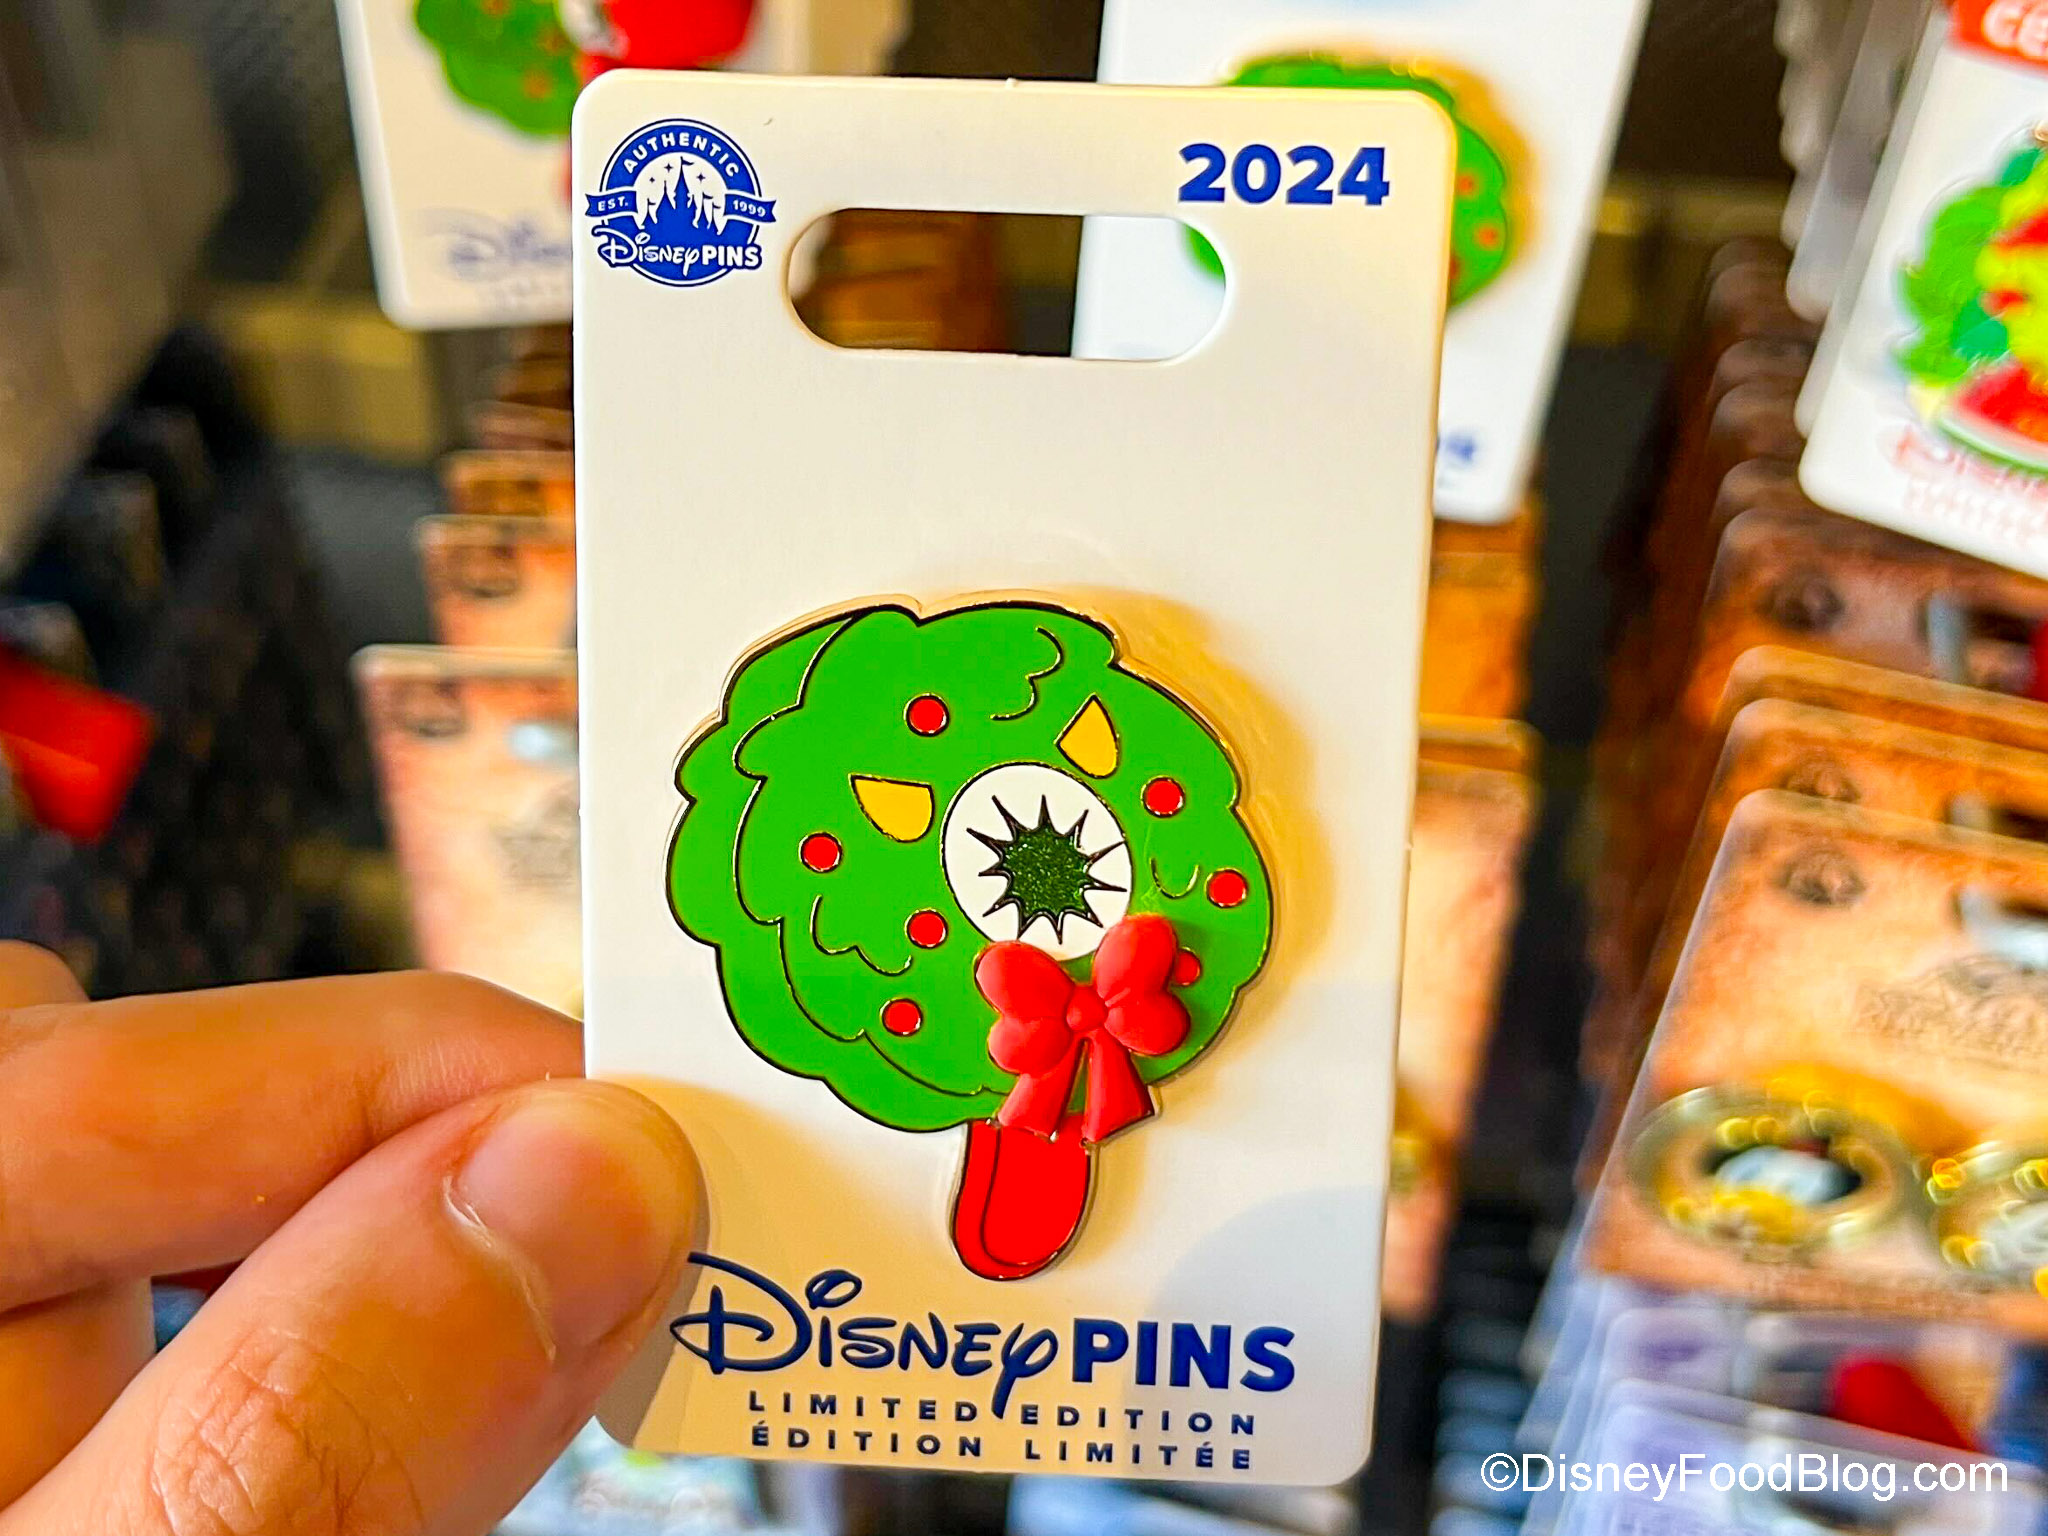 AUTHENTIC
EST. 1999
Disney PINS
2024
Disney PINS
LIMITED EDITION
ÉDITION LIMITÉE
©DisneyFoodBlog.com